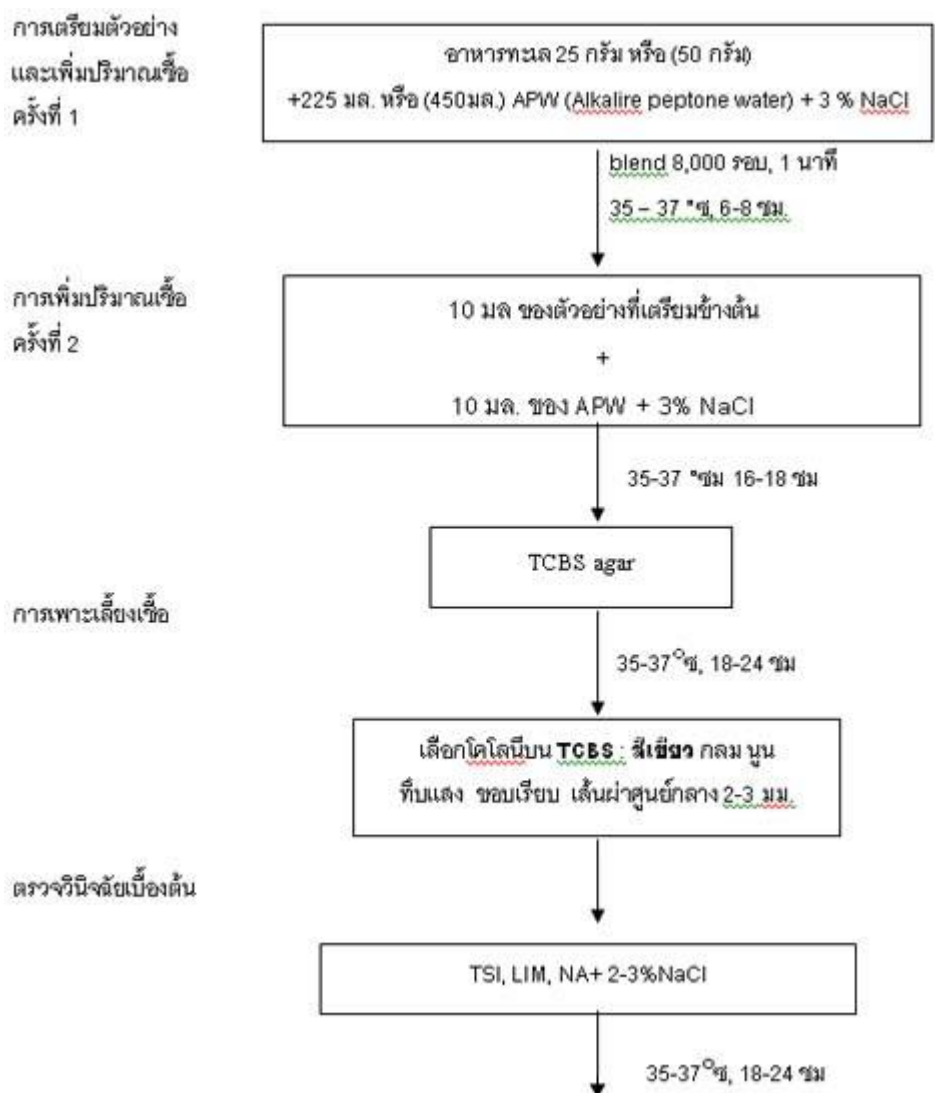 การเตรียมตัวอย่าง
และเพิ่มปริมาณเชื้อ
ครั้งที่ 1
อาหารทะเล 25 กรัม หรือ (50 กรัม)
+225 มล. หรือ (450มล.) APW (Alkalire peptone water) + 3 % NaCl
blend 8,000 รอบ, 1 นาที
35 – 37 °ซ, 6-8 ชม.
การเพิ่มปริมาณเชื้อ
ครั้งที่ 2
10 มล ของตัวอย่างที่เตรียมข้างต้น
+
10 มล. ของ APW + 3% NaCl
35-37 °ซม 16-18 ชม
TCBS agar
การเพาะเลี้ยงเชื้อ
35-37°ซ, 18-24 ชม
เลือกโคโลนีบน TCBS : สีเขียว กลม นูน
ทึบแสง ขอบเรียบ เส้นผ่าศูนย์กลาง 2-3 มม.
ตรวจวินิจฉัยเบื้องต้น
TSI, LIM, NA+ 2-3%NaCl
35-37°ซ, 18-24 ชม